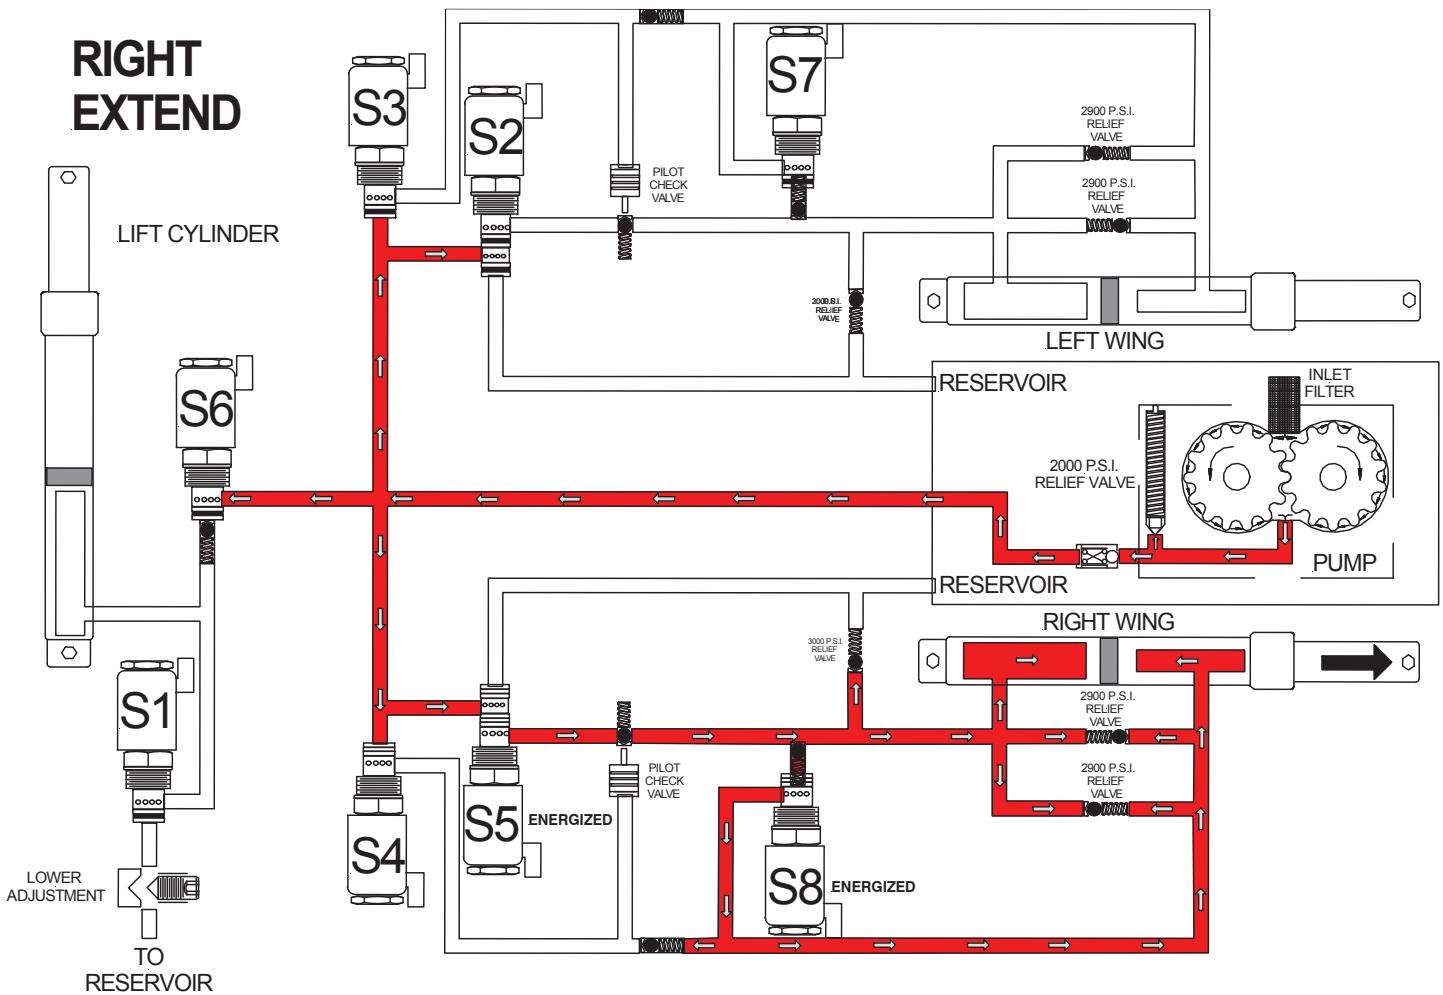 RIGHT
EXTEND
S3
S2
S7
2900 P.S.I.
RELIEF
VALVE
PILOT
CHECK
VALVE
2900 P.S.I.
RELIEF
VALVE
LIFT CYLINDER
RELIEF
VALVE
LEFT WING
S6
RESERVOIR
INLET
FILTER
2000 P.S.I.
RELIEF VALVE
PUMP
RESERVOIR
RIGHT WING
3000 P.S.I.
RELIEF
VALVE
S1
2900 P.S.I.
RELIEF
VALVE
PILOT
CHECK
VALVE
2900 P.S.I.
RELIEF
VALVE
S5 ENERGIZED
S4
S8 ENERGIZED
LOWER
ADJUSTMENT
TO
RESERVOIR